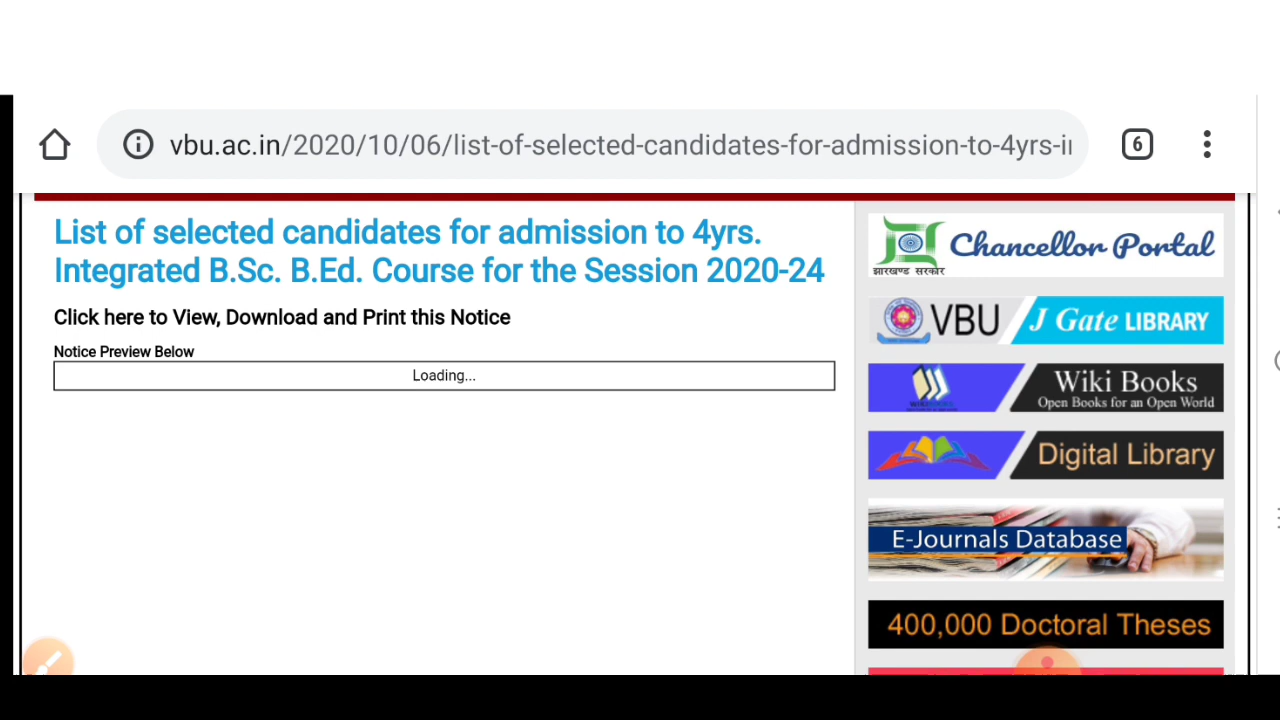 vbu.ac.in/2020/10/06/list-of-selected-candidates-for-admission-to-4yrs-i
6
List of selected candidates for admission to 4yrs.
Integrated B.Sc. B.Ed. Course for the Session 2020-24
Click here to View, Download and Print this Notice
Notice Preview Below
Loading...
Chancellor Portal
झारखण्ड सरकार
VBU
J Gate LIBRARY
Wiki Books
Open Books for an Open World
Digital Library
E-Journals Database
400,000 Doctoral Theses